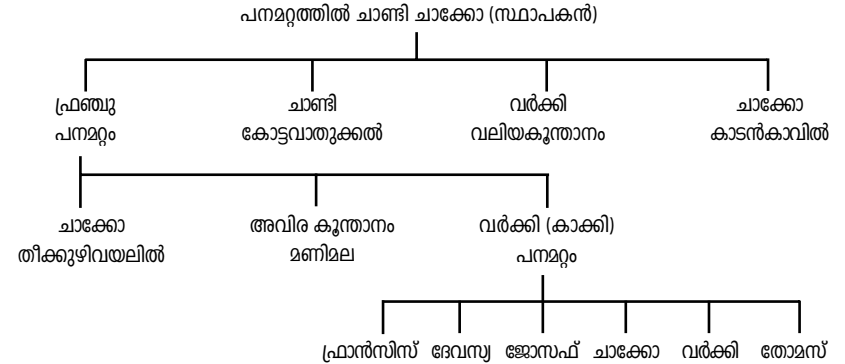 പനമറ്റത്തിൽ ചാണ്ടി ചാക്കോ (സ്ഥാപകൻ)
ഫ്രഞ്ചു ചാണ്ടി വർക്കി ചാക്കോ
പനമറ്റം കോട്ടവാതുക്കൽ വലിയകൂന്താനം കാടൻകാവിൽ
ചാക്കോ അവിര കൂന്താനം വർക്കി (കാക്കി)
തീക്കുഴിവയലിൽ മണിമല പനമറ്റം
ഫ്രാൻസിസ് ദേവസ്യ ജോസഫ് ചാക്കോ വർക്കി തോമസ്